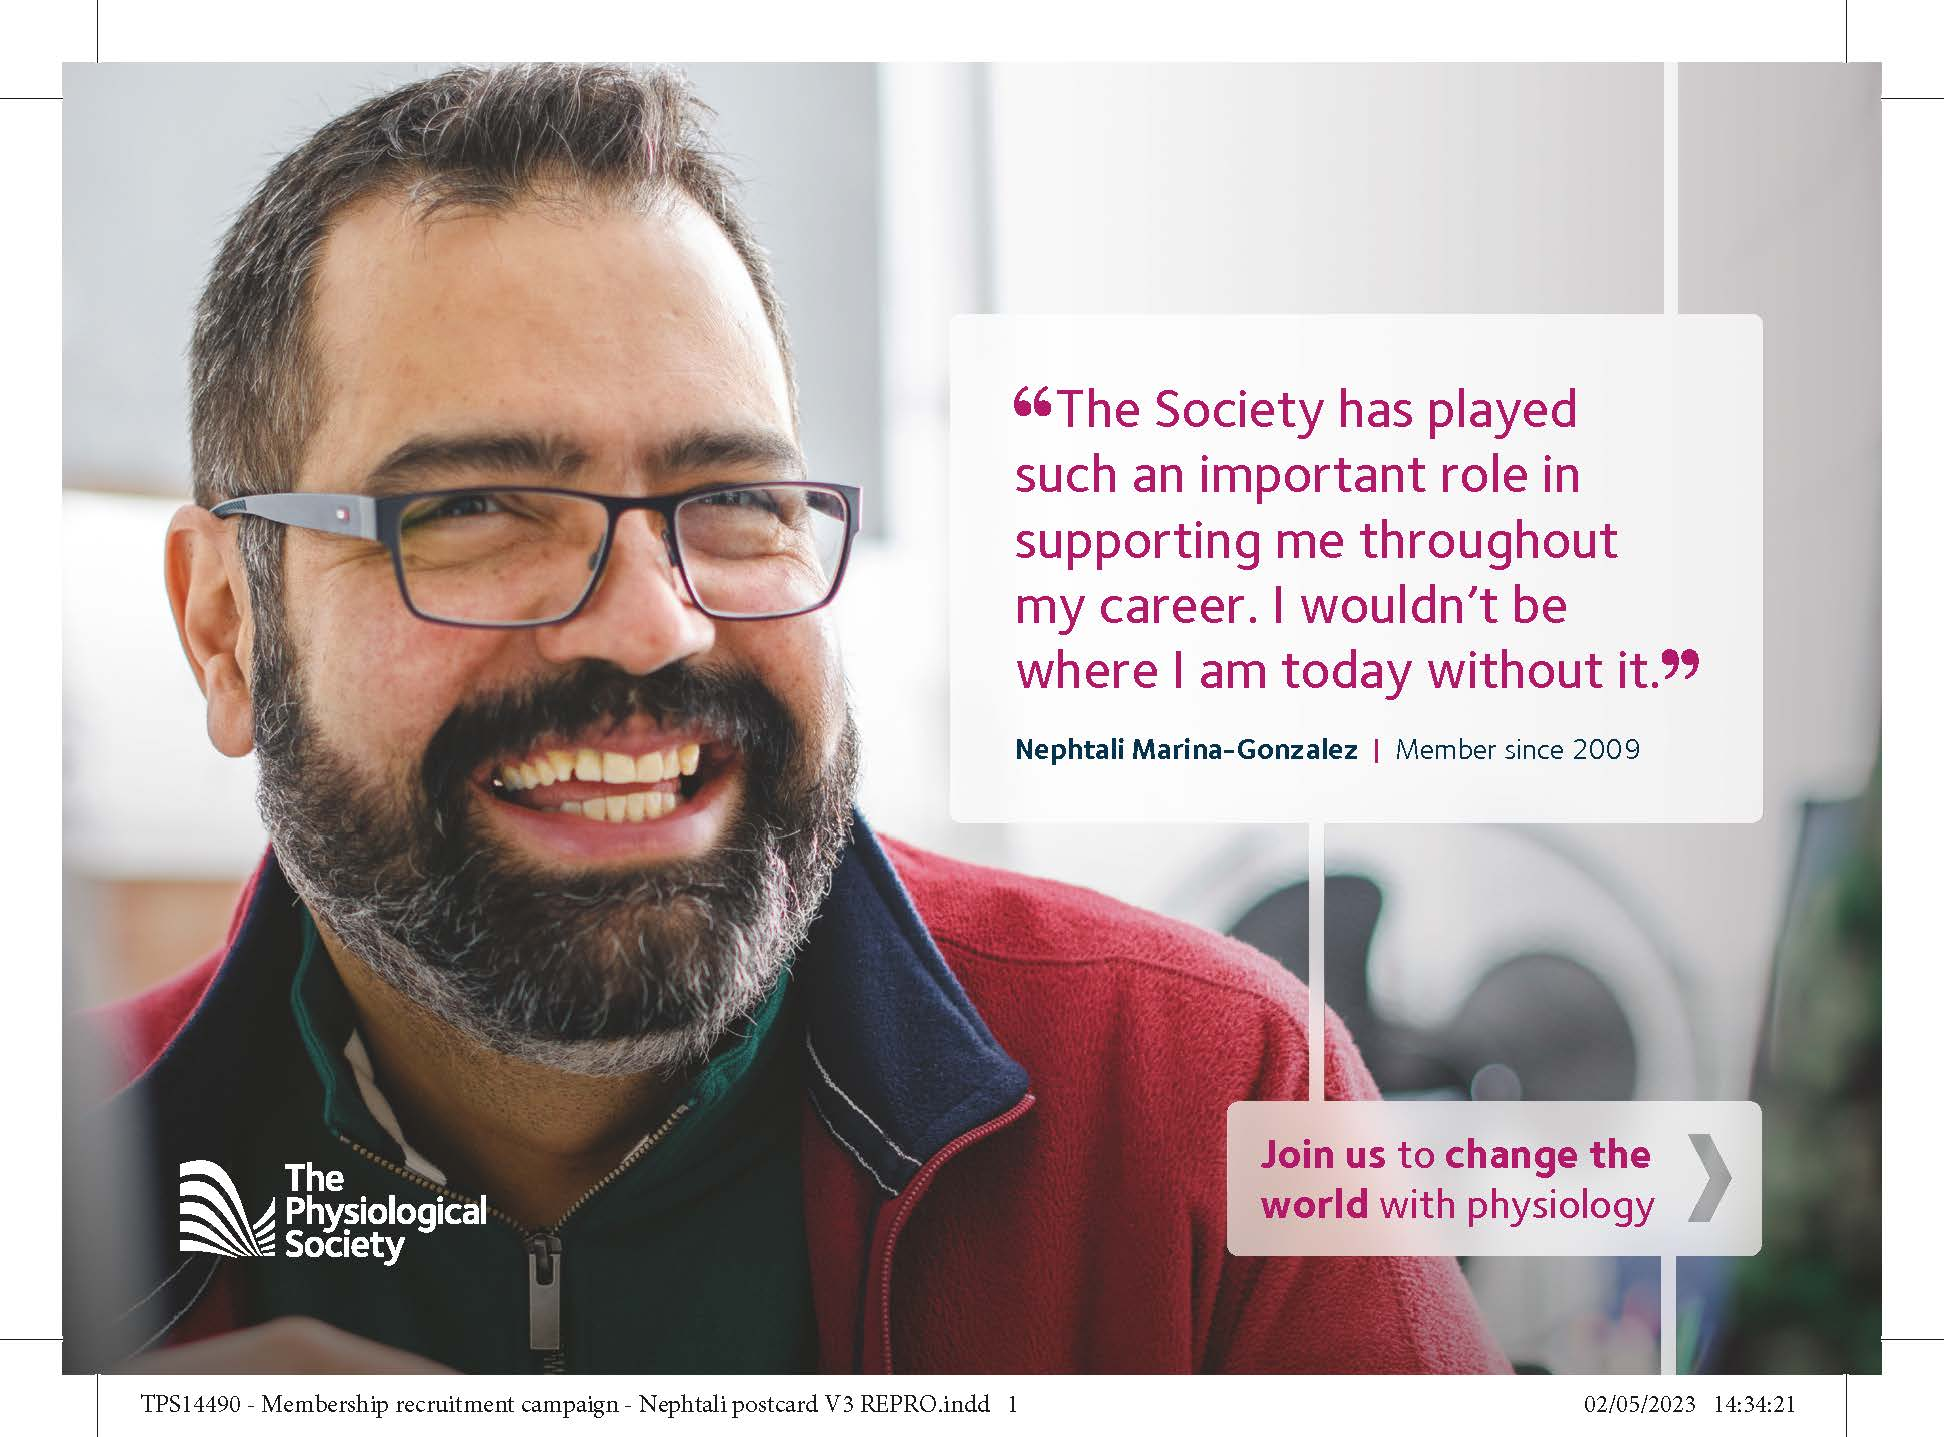 “The Society has played
such an important role in
supporting me throughout
my career. I wouldn’t be
where I am today without it.”
Nephtali Marina-Gonzalez | Member since 2009
Join us to change the
world with physiology
The
Physiological
Society
TPS14490 - Membership recruitment campaign - Nephtali postcard V3 REPRO.indd 1
02/05/2023 14:34:21